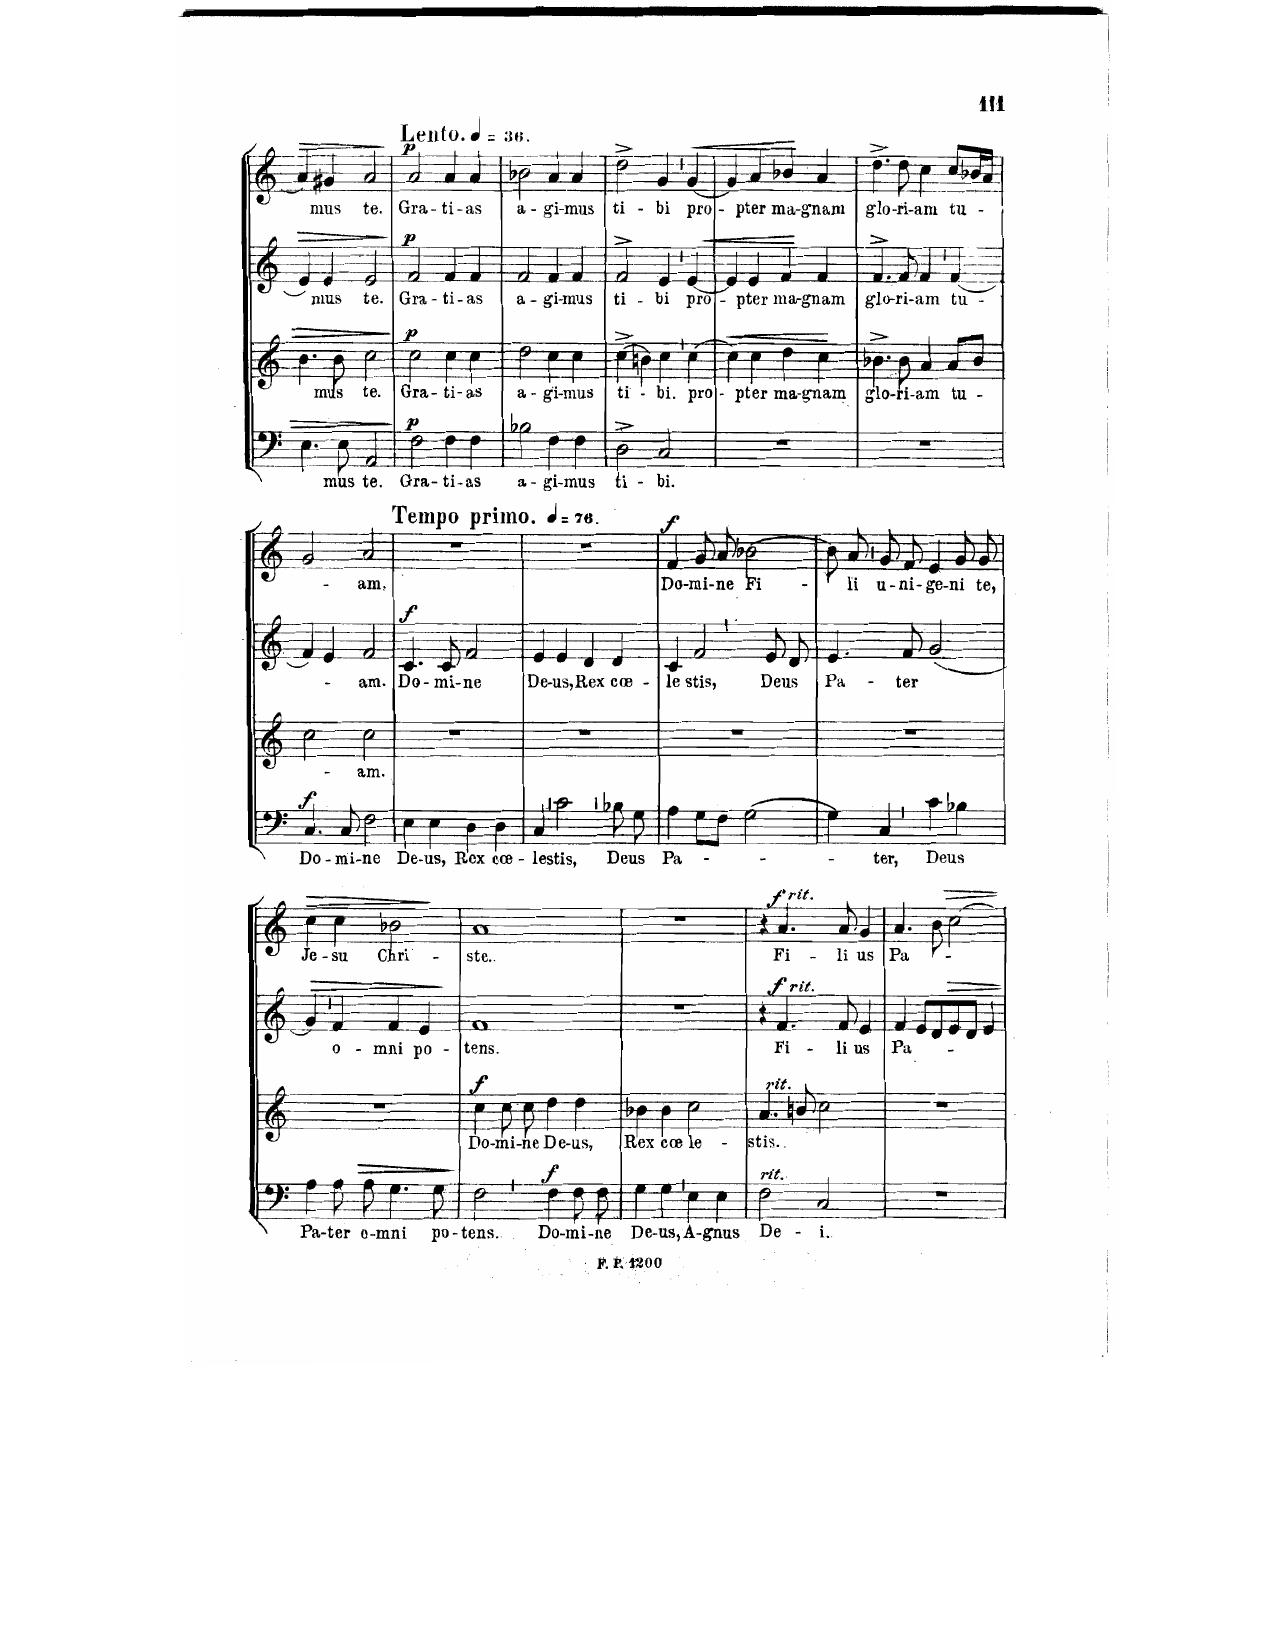 111
Lento. ♩ = 36.
p
mus te. Gra - ti - as a - gi - mus ti - bi pro - pter ma - gnam glo - ri - am tu -
p
mus te. Gra - ti - as a - gi - mus ti - bi pro - pter ma - gnam glo - ri - am tu -
p
mus te. Gra - ti - as a - gi - mus ti - bi. pro - pter ma - gnam glo - ri - am tu -
p
mus te. Gra - ti - as a - gi - mus ti - bi.
Tempo primo. ♩ = 76.
f
- am. Do - mi - ne Fi - li u - ni - ge - ni te,
f
- am. Do - mi - ne De - us, Rex cœ - le stis, Deus Pa - ter
- am.
f
Do - mi - ne De - us, Rex cœ - lestis, Deus Pa - - - ter, Deus
f rit.
Je - su Chri - ste. Fi - li us Pa -
f rit.
o - mni po - tens. Fi - li us Pa -
f rit.
Do - mi - ne De - us, Rex cœ le - stis.
f rit.
Pa - ter o - mni po - tens. Do - mi - ne De - us, A - gnus De - i.
F. P. 1200